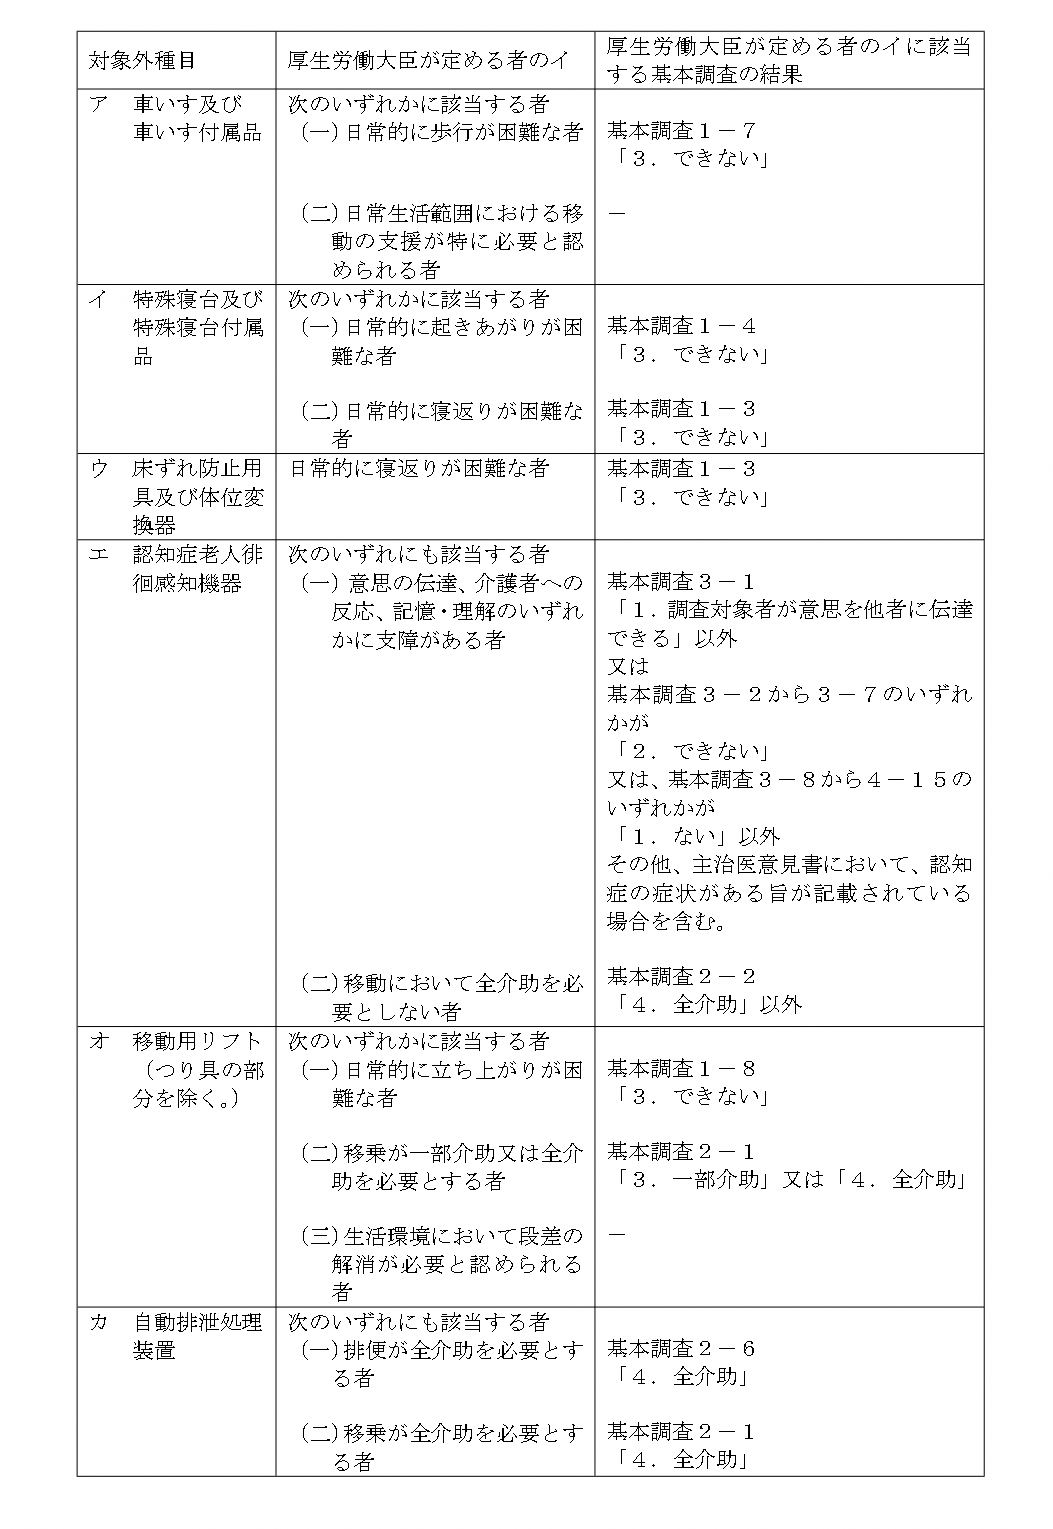 対象外種目
厚生労働大臣が定める者のイ
厚生労働大臣が定める者のイに該当
する基本調査の結果
ア　車いす及び
車いす付属品
次のいずれかに該当する者
（一）日常的に歩行が困難な者
基本調査１－７
「３．できない」
（二）日常生活範囲における移
動の支援が特に必要と認
められる者
－
イ　特殊寝台及び
特殊寝台付属
品
次のいずれかに該当する者
（一）日常的に起きあがりが困
難な者
基本調査１－４
「３．できない」
（二）日常的に寝返りが困難な
者
基本調査１－３
「３．できない」
ウ　床ずれ防止用
具及び体位変
換器
日常的に寝返りが困難な者
基本調査１－３
「３．できない」
エ　認知症老人徘
徊感知機器
次のいずれにも該当する者
（一）意思の伝達、介護者への
反応、記憶・理解のいずれ
かに支障がある者
基本調査３－１
「１．調査対象者が意思を他者に伝達
できる」以外
又は
基本調査３－２から３－７のいずれ
かが
「２．できない」
又は、基本調査３－８から４－１５の
いずれかが
「１．ない」以外
その他、主治医意見書において、認知
症の症状がある旨が記載されている
場合を含む。
（二）移動において全介助を必
要としない者
基本調査２－２
「４．全介助」以外
オ　移動用リフト
（つり具の部
分を除く。）
次のいずれかに該当する者
（一）日常的に立ち上がりが困
難な者
基本調査１－８
「３．できない」
（二）移乗が一部介助又は全介
助を必要とする者
基本調査２－１
「３．一部介助」又は「４．全介助」
（三）生活環境において段差の
解消が必要と認められる
者
－
カ　自動排泄処理
装置
次のいずれにも該当する者
（一）排便が全介助を必要とす
る者
基本調査２－６
「４．全介助」
（二）移乗が全介助を必要とす
る者
基本調査２－１
「４．全介助」